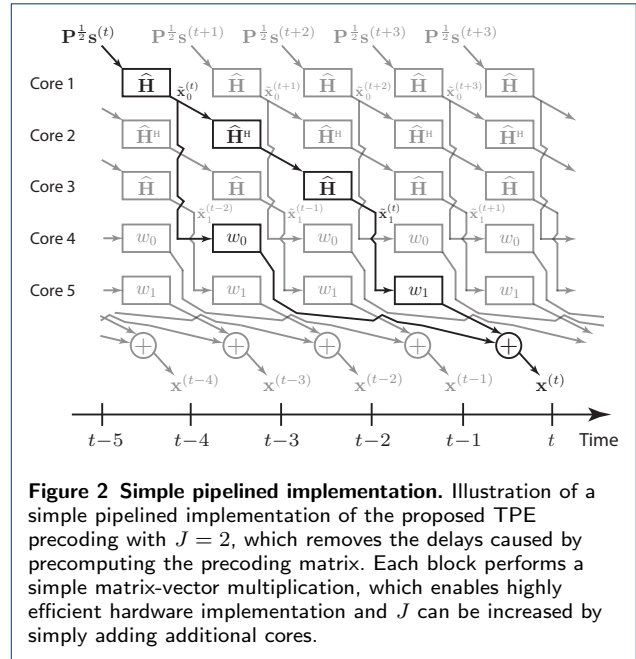 P^{1/2}s^{(t)} P^{1/2}s^{(t+1)} P^{1/2}s^{(t+2)} P^{1/2}s^{(t+3)} P^{1/2}s^{(t+3)}
Core 1 Ĥ x̃_0^{(t)} Ĥ x̃_0^{(t+1)} Ĥ x̃_0^{(t+2)} Ĥ x̃_0^{(t+3)} Ĥ
Core 2 Ĥ^H Ĥ^H Ĥ^H Ĥ^H Ĥ^H
Core 3 Ĥ Ĥ Ĥ Ĥ Ĥ
x̃_1^{(t−2)} x̃_1^{(t−1)} x̃_1^{(t)} x̃_1^{(t+1)}
Core 4 w_0 w_0 w_0 w_0 w_0
Core 5 w_1 w_1 w_1 w_1 w_1
+ + + + +
x^{(t−4)} x^{(t−3)} x^{(t−2)} x^{(t−1)} x^{(t)}
t−5 t−4 t−3 t−2 t−1 t Time
Figure 2 Simple pipelined implementation. Illustration of a
simple pipelined implementation of the proposed TPE
precoding with J = 2, which removes the delays caused by
precomputing the precoding matrix. Each block performs a
simple matrix-vector multiplication, which enables highly
efficient hardware implementation and J can be increased by
simply adding additional cores.